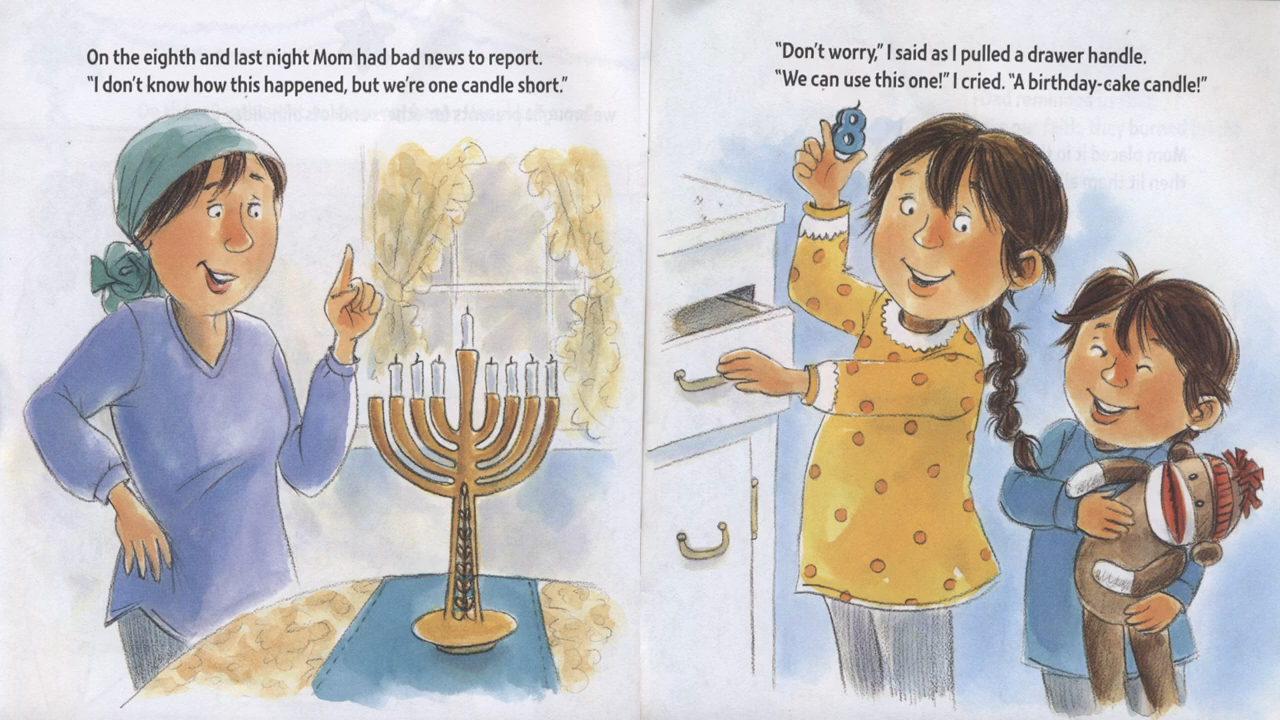 On the eighth and last night Mom had bad news to report.
“I don’t know how this happened, but we’re one candle short.”
“Don’t worry,” I said as I pulled a drawer handle.
“We can use this one!” I cried. “A birthday-cake candle!”
8